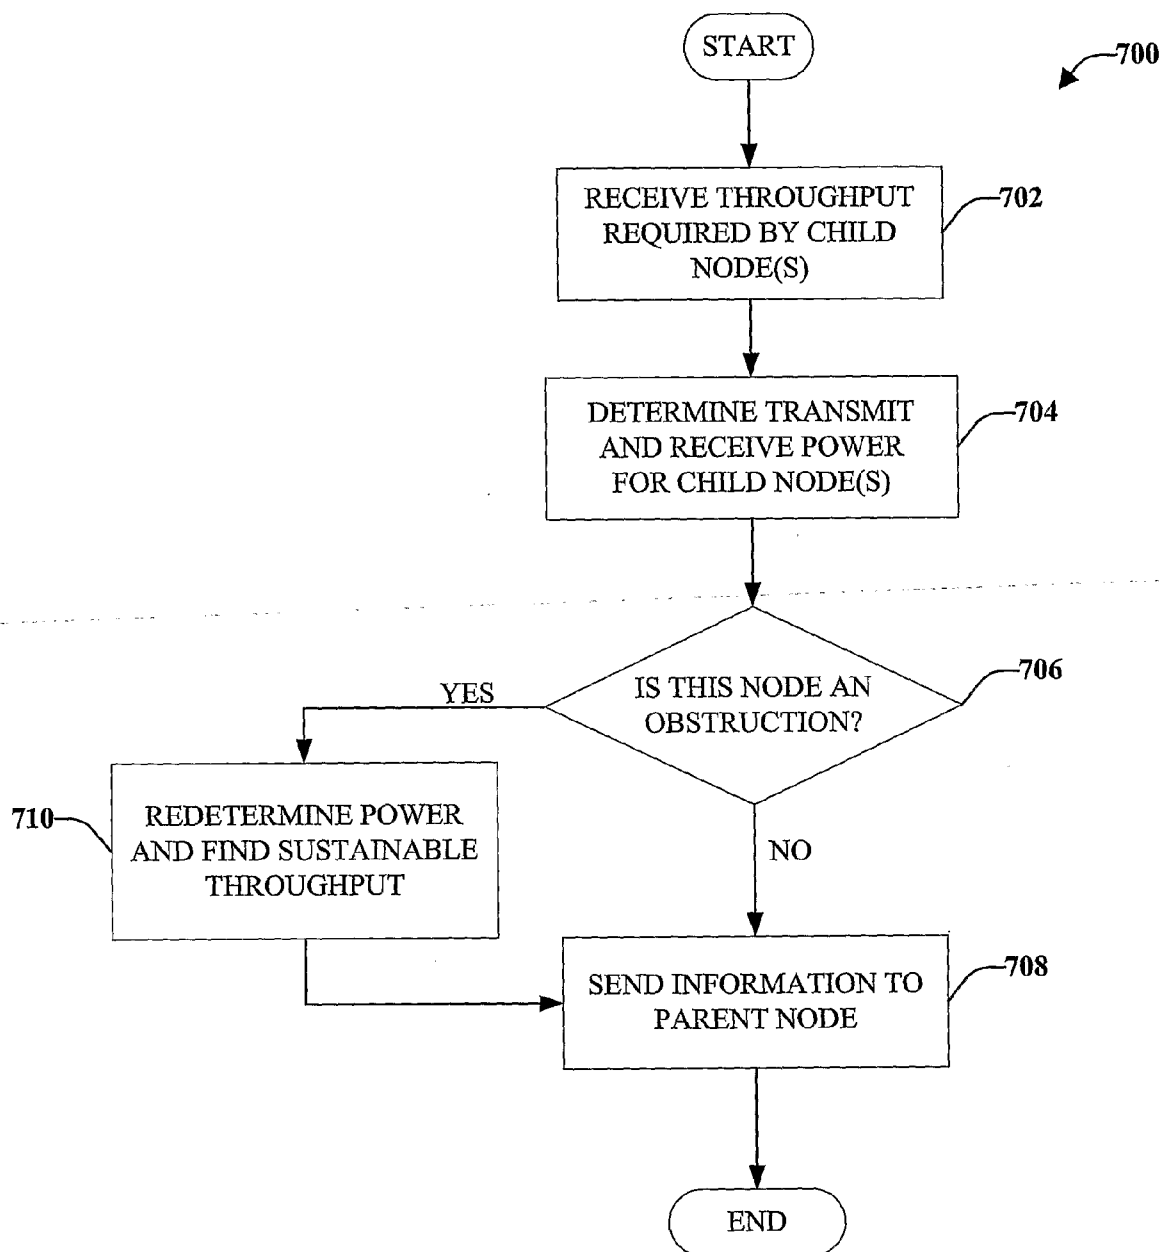 START
700
RECEIVE THROUGHPUT
REQUIRED BY CHILD
NODE(S)
702
DETERMINE TRANSMIT
AND RECEIVE POWER
FOR CHILD NODE(S)
704
IS THIS NODE AN
OBSTRUCTION?
706
YES
NO
710
REDETERMINE POWER
AND FIND SUSTAINABLE
THROUGHPUT
SEND INFORMATION TO
PARENT NODE
708
END